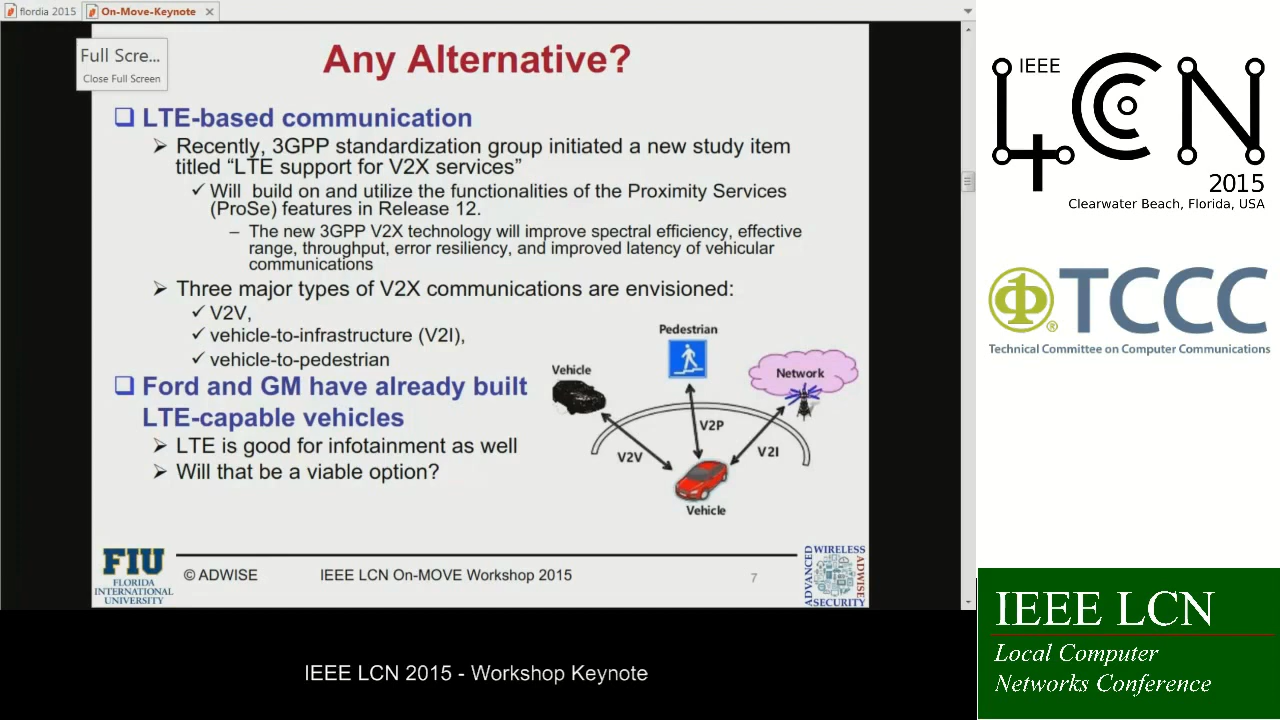 flordia 2015
On-Move-Keynote
Full Scre...
Close Full Screen
Any Alternative?
LTE-based communication
Recently, 3GPP standardization group initiated a new study item
titled “LTE support for V2X services”
Will build on and utilize the functionalities of the Proximity Services
(ProSe) features in Release 12.
– The new 3GPP V2X technology will improve spectral efficiency, effective
range, throughput, error resiliency, and improved latency of vehicular
communications
Three major types of V2X communications are envisioned:
V2V,
vehicle-to-infrastructure (V2I),
vehicle-to-pedestrian
Ford and GM have already built
LTE-capable vehicles
LTE is good for infotainment as well
Will that be a viable option?
Pedestrian
Vehicle
Network
V2P
V2V
V2I
Vehicle
FIU
FLORIDA
INTERNATIONAL
UNIVERSITY
© ADWISE
IEEE LCN On-MOVE Workshop 2015
7
ADVANCED
WIRELESS
ADWISE
SECURITY
IEEE LCN 2015 - Workshop Keynote
IEEE
L4CN
2015
Clearwater Beach, Florida, USA
TCCC
®
Technical Committee on Computer Communications
IEEE LCN
Local Computer
Networks Conference